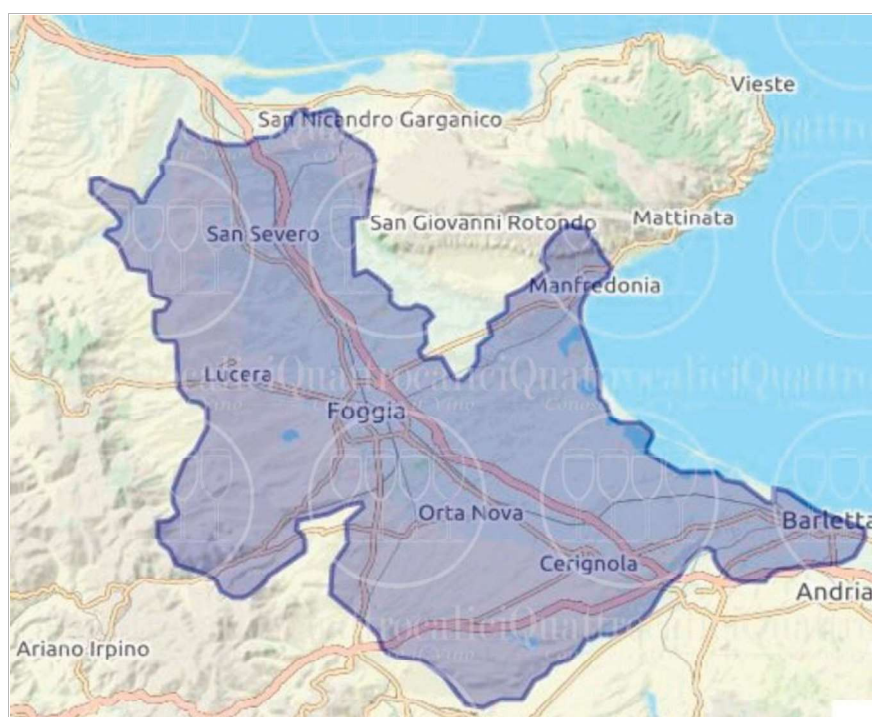 Vieste
San Nicandro Garganico
San Severo
San Giovanni Rotondo
Mattinata
Manfredonia
Lucera
QuattrocaliciQuattrocaliciQuattro
Foggia
Orta Nova
Barletta
Cerignola
Andria
Ariano Irpino